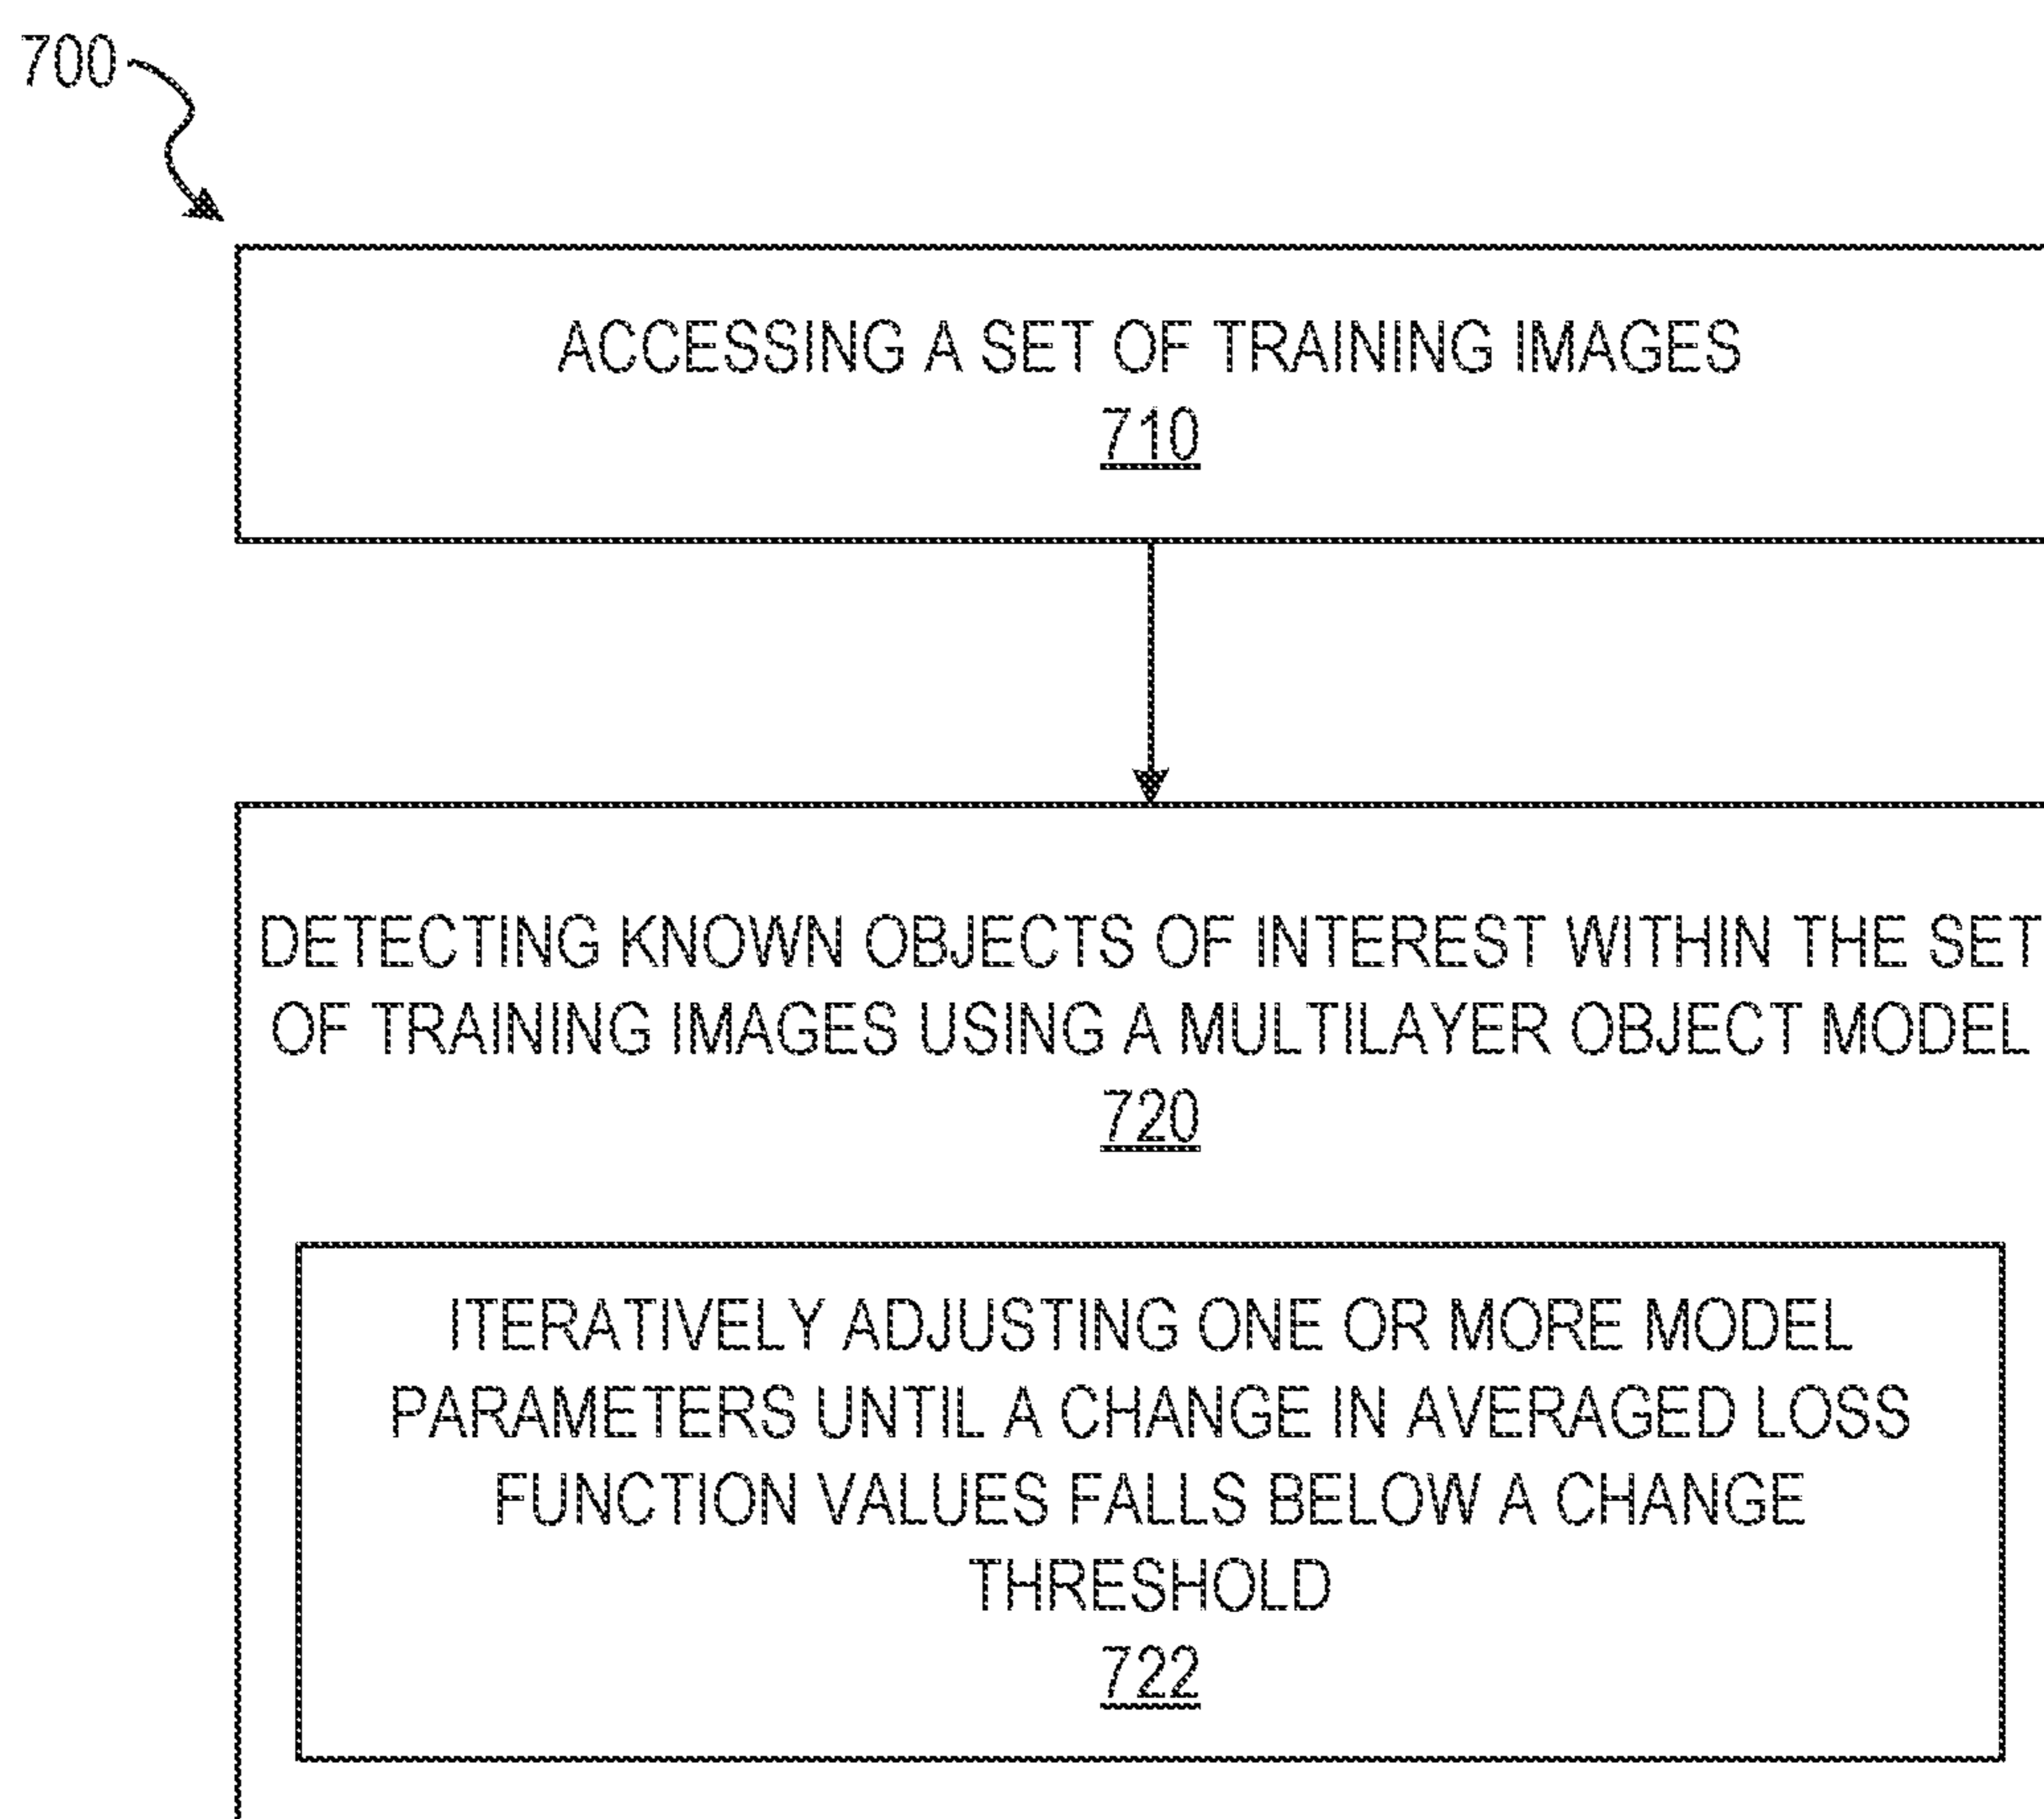 700
ACCESSING A SET OF TRAINING IMAGES
710
DETECTING KNOWN OBJECTS OF INTEREST WITHIN THE SET
OF TRAINING IMAGES USING A MULTILAYER OBJECT MODEL
720
ITERATIVELY ADJUSTING ONE OR MORE MODEL
PARAMETERS UNTIL A CHANGE IN AVERAGED LOSS
FUNCTION VALUES FALLS BELOW A CHANGE
THRESHOLD
722